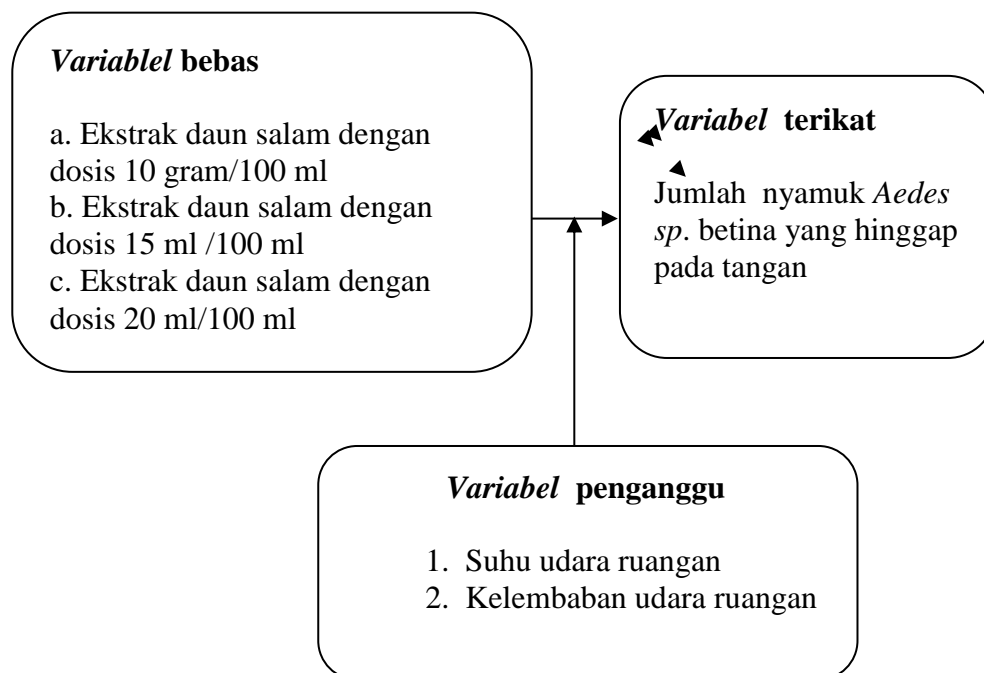 Variablel bebas
a. Ekstrak daun salam dengan
dosis 10 gram/100 ml
b. Ekstrak daun salam dengan
dosis 15 ml /100 ml
c. Ekstrak daun salam dengan
dosis 20 ml/100 ml
Variabel terikat
Jumlah nyamuk Aedes
sp. betina yang hinggap
pada tangan
Variabel penganggu
1. Suhu udara ruangan
2. Kelembaban udara ruangan